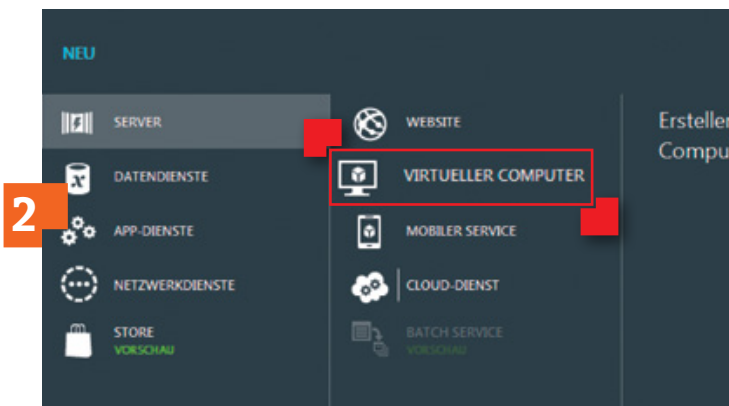 NEU
SERVER
DATENDIENSTE
2
APP-DIENSTE
NETZWERKDIENSTE
STORE
VORSCHAU
WEBSITE
VIRTUELLER COMPUTER
MOBILER SERVICE
CLOUD-DIENST
BATCH SERVICE
VORSCHAU
Erstellen
Compu